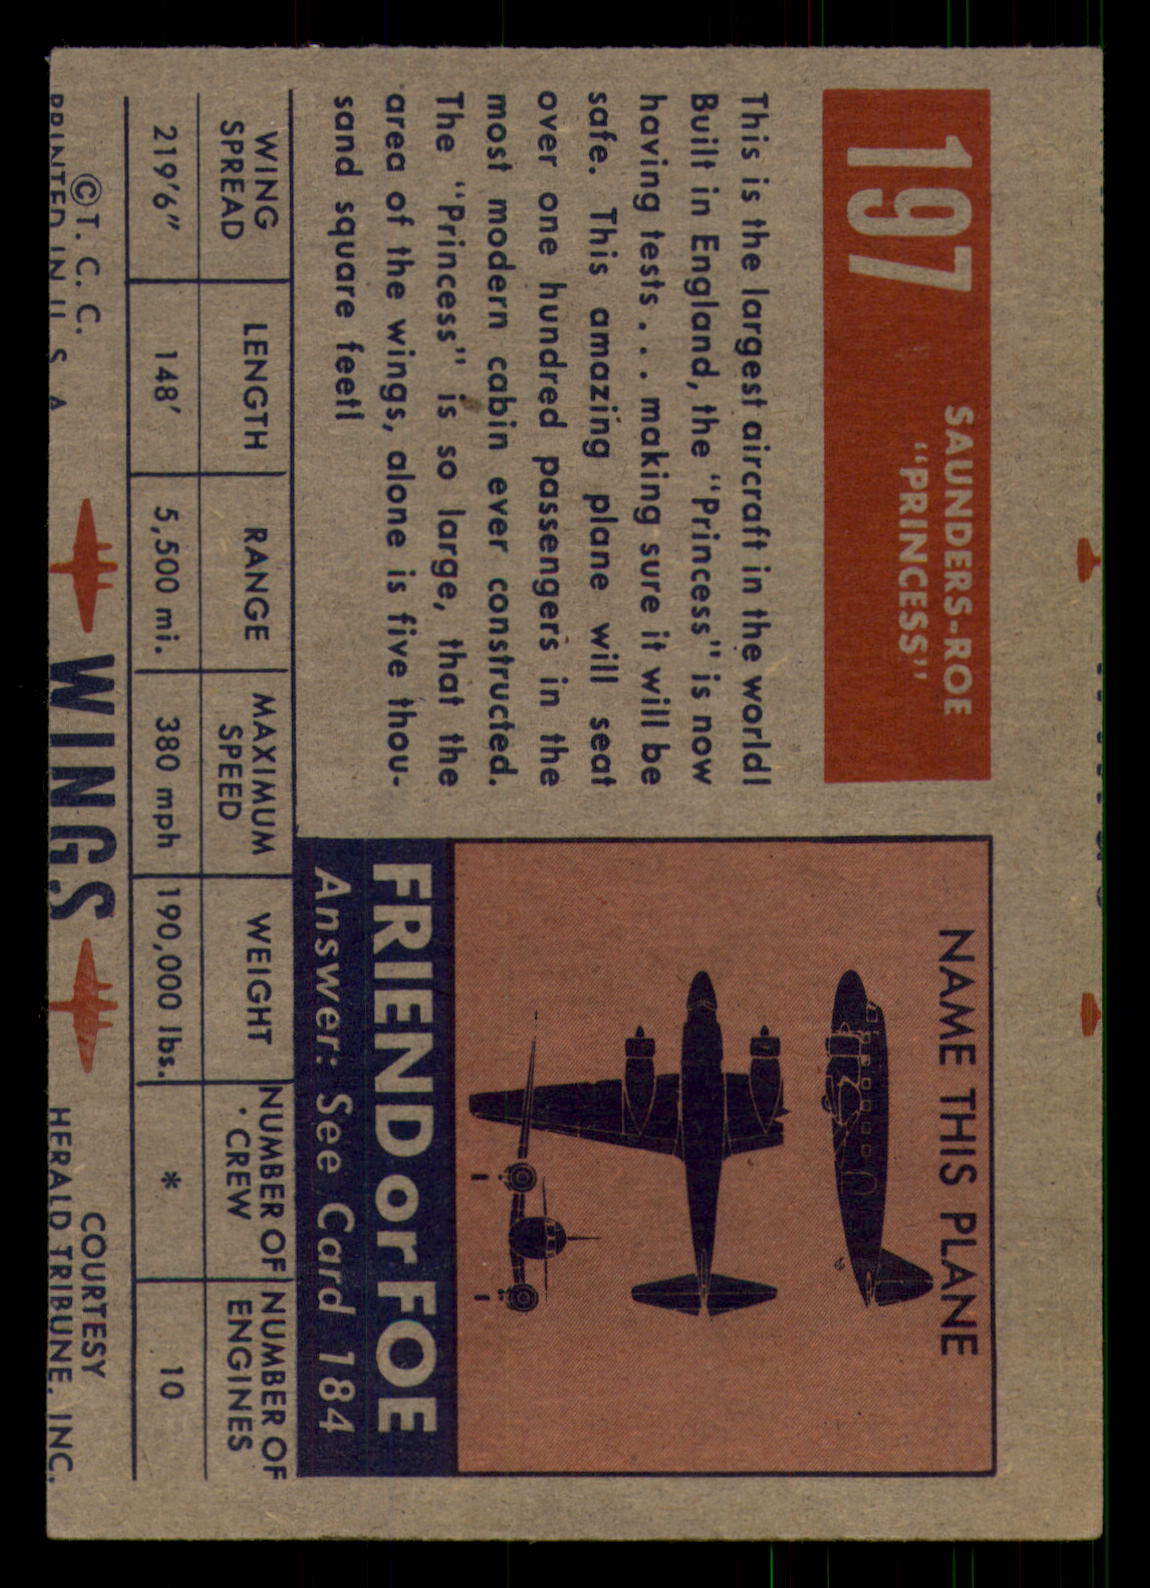 197
SAUNDERS-ROE
"PRINCESS"
This is the largest aircraft in the world!
Built in England, the "Princess" is now
having tests . . . making sure it will be
safe. This amazing plane will seat
over one hundred passengers in the
most modern cabin ever constructed.
The "Princess" is so large, that the
area of the wings, alone is five thou-
sand square feet!
NAME THIS PLANE
FRIEND or FOE
Answer: See Card 184
WING SPREAD LENGTH RANGE MAXIMUM SPEED WEIGHT NUMBER OF CREW NUMBER OF ENGINES
219'6" 148' 5,500 mi. 380 mph 190,000 lbs. * 10
© T. C. C.
PRINTED IN U. S. A
WINGS
COURTESY
HERALD TRIBUNE, INC.